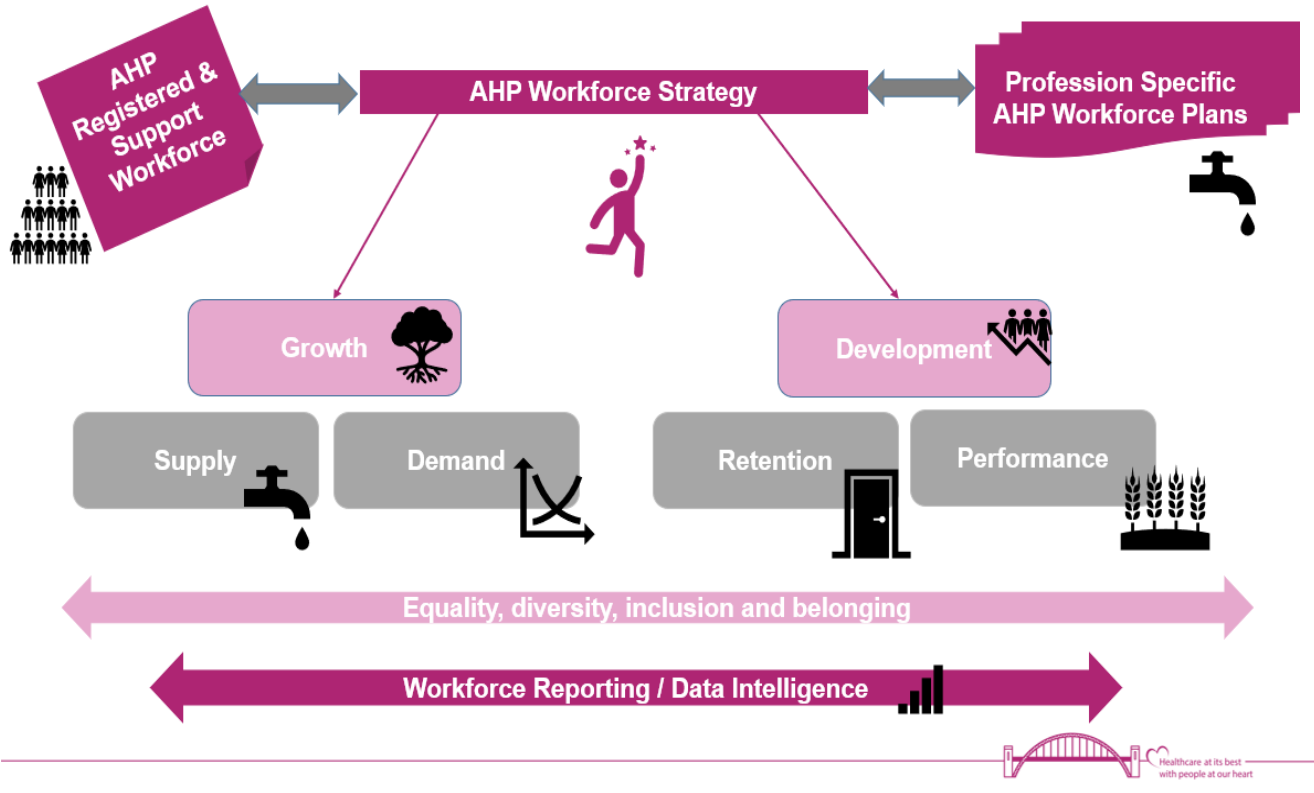 AHP
Registered &
Support
Workforce
AHP Workforce Strategy
Profession Specific
AHP Workforce Plans
Growth
Development
Supply
Demand
Retention
Performance
Equality, diversity, inclusion and belonging
Workforce Reporting / Data Intelligence
Healthcare at its best
with people at our heart